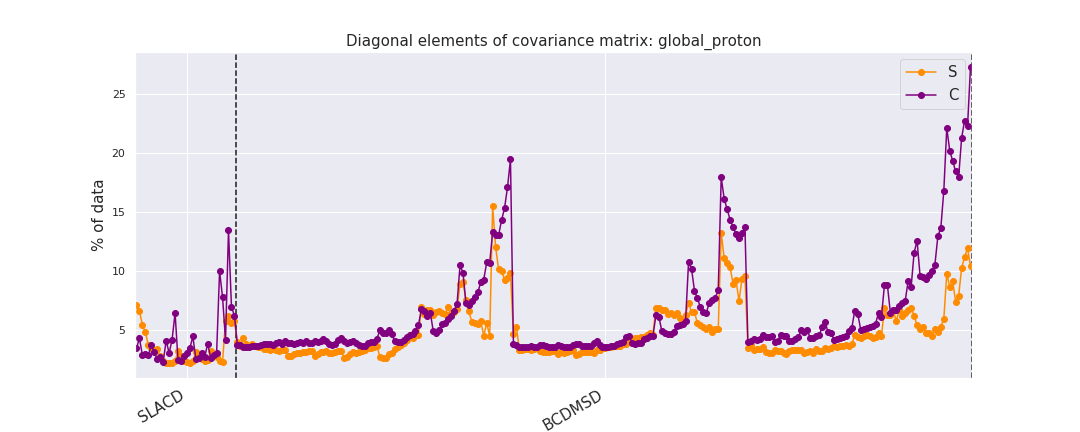 Diagonal elements of covariance matrix: global_proton
% of data
25
20
15
10
5
S
C
SLACD
BCDMSD